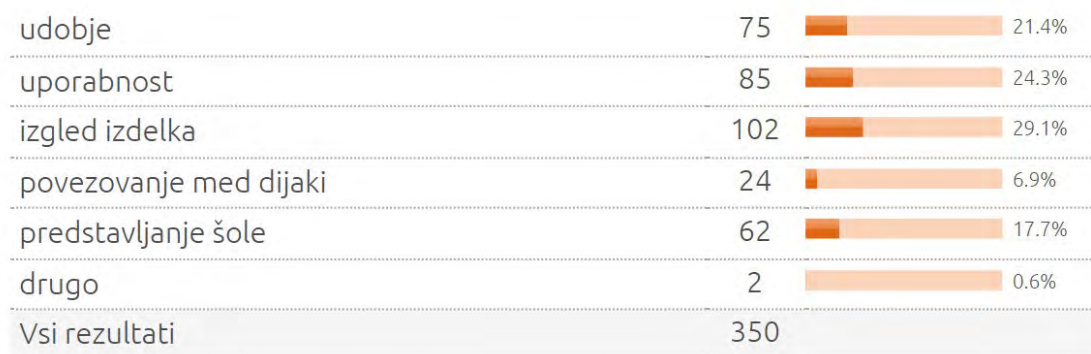 udobje 75 21.4%
uporabnost 85 24.3%
izgled izdelka 102 29.1%
povezovanje med dijaki 24 6.9%
predstavljanje šole 62 17.7%
drugo 2 0.6%
Vsi rezultati 350